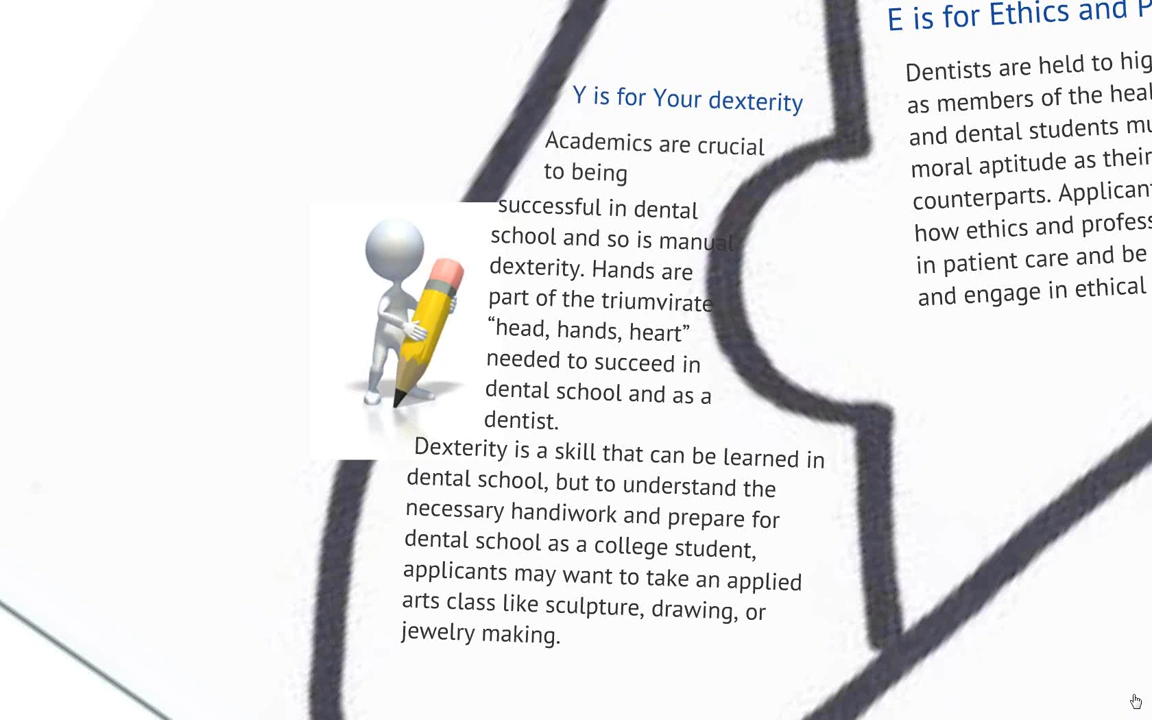 Y is for Your dexterity
Academics are crucial
to being
successful in dental
school and so is manual
dexterity. Hands are
part of the triumvirate
“head, hands, heart”
needed to succeed in
dental school and as a
dentist.
Dexterity is a skill that can be learned in
dental school, but to understand the
necessary handiwork and prepare for
dental school as a college student,
applicants may want to take an applied
arts class like sculpture, drawing, or
jewelry making.
E is for Ethics and
Dentists are held to
as members of the
and dental students
moral aptitude as their
counterparts.
how ethics and
in patient care and be
and engage in ethical